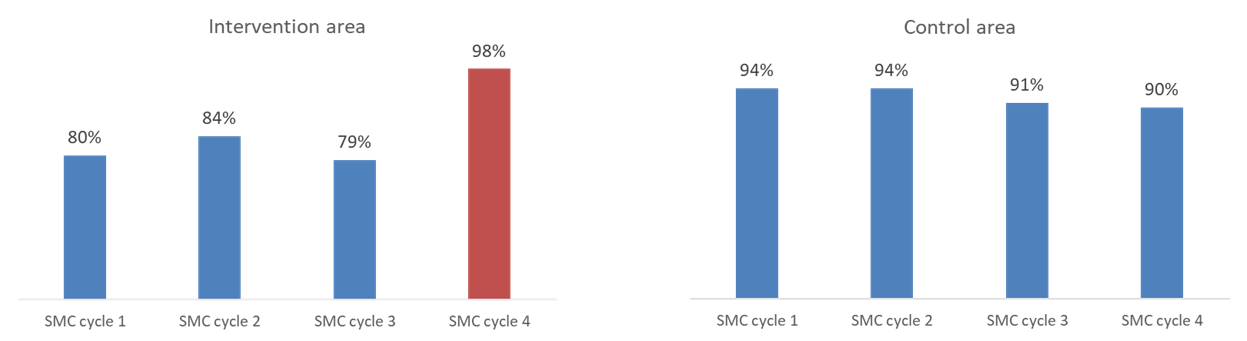 Intervention area
98%
84%
80%
79%
SMC cycle 1 SMC cycle 2 SMC cycle 3 SMC cycle 4
Control area
94% 94%
91%
90%
SMC cycle 1 SMC cycle 2 SMC cycle 3 SMC cycle 4